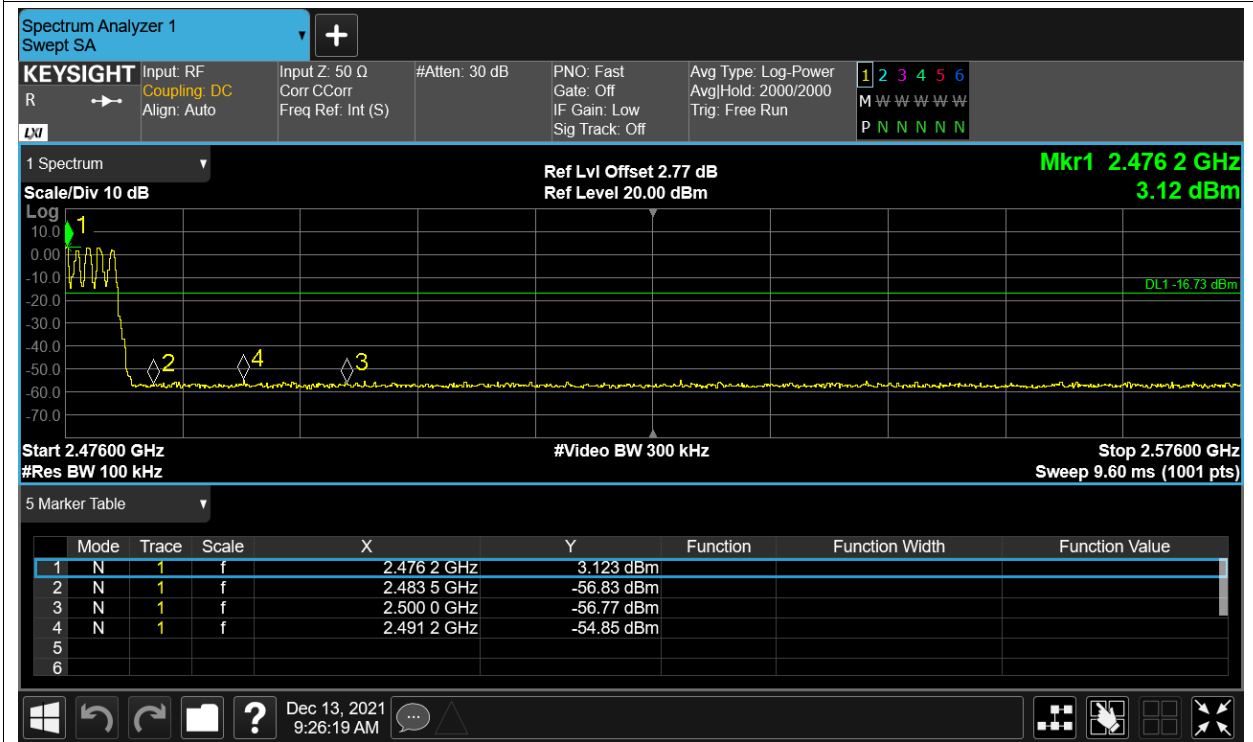 Spectrum Analyzer 1
Swept SA
+
KEYSIGHT
R
LXI
Input: RF
Coupling: DC
Align: Auto
Input Z: 50 Ω
Corr CCorr
Freq Ref: Int (S)
#Atten: 30 dB
PNO: Fast
Gate: Off
IF Gain: Low
Sig Track: Off
Avg Type: Log-Power
Avg|Hold: 2000/2000
Trig: Free Run
1 2 3 4 5 6
M W W W W W
P N N N N N
1 Spectrum
Scale/Div 10 dB
Ref Lvl Offset 2.77 dB
Ref Level 20.00 dBm
Mkr1 2.476 2 GHz
3.12 dBm
Log
10.0
0.00
-10.0
-20.0
-30.0
-40.0
-50.0
-60.0
-70.0
1
2
4
3
DL1 -16.73 dBm
Start 2.47600 GHz
#Res BW 100 kHz
#Video BW 300 kHz
Stop 2.57600 GHz
Sweep 9.60 ms (1001 pts)
5 Marker Table
Mode Trace Scale X Y Function Function Width Function Value
1 N 1 f 2.476 2 GHz 3.123 dBm
2 N 1 f 2.483 5 GHz -56.83 dBm
3 N 1 f 2.500 0 GHz -56.77 dBm
4 N 1 f 2.491 2 GHz -54.85 dBm
5
6
?
Dec 13, 2021
9:26:19 AM